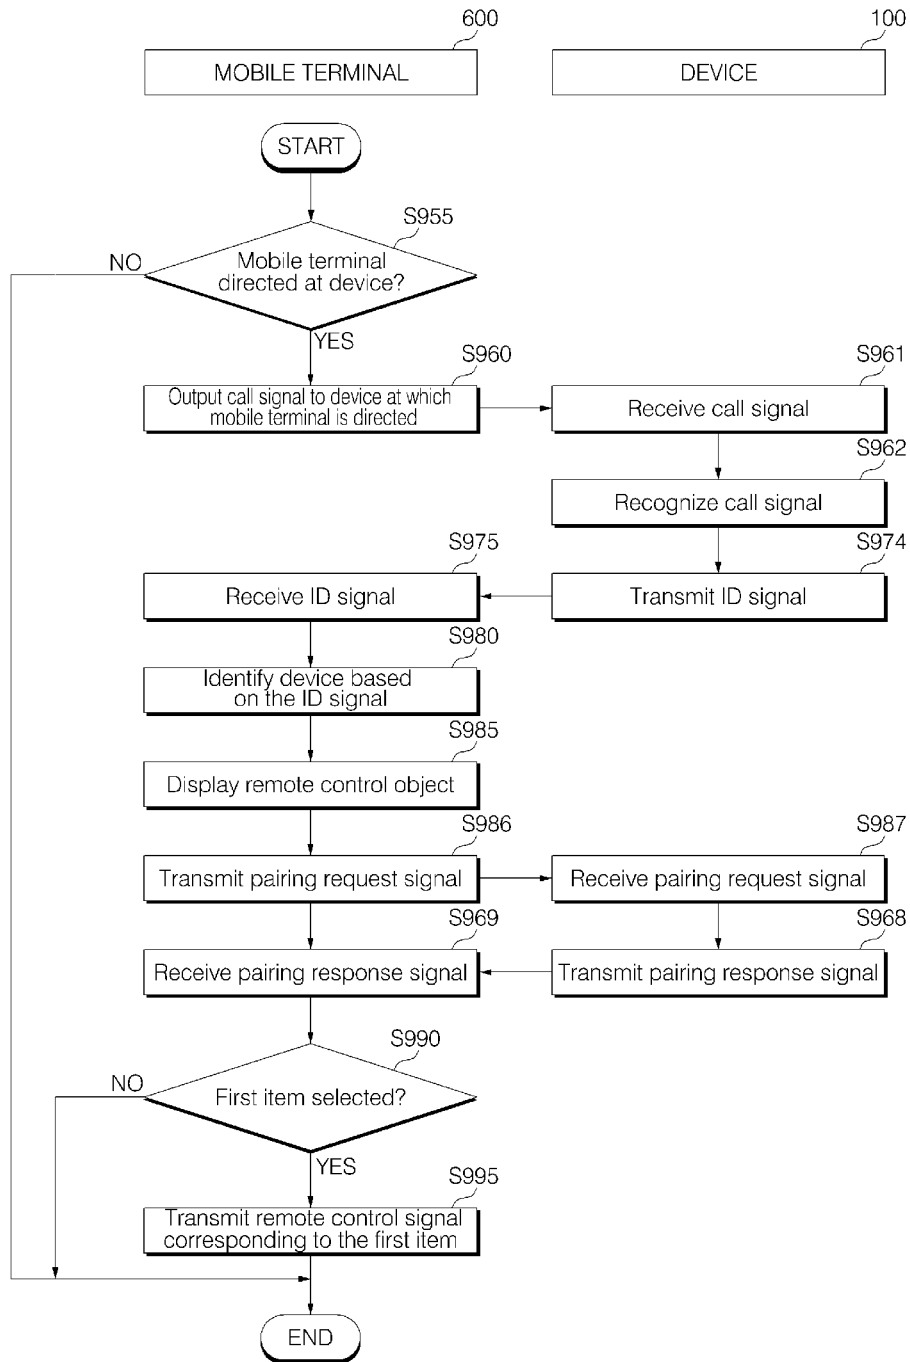 600
100
MOBILE TERMINAL
DEVICE
START
S955
NO
Mobile terminal
directed at device?
YES
S960
S961
Output call signal to device at which
mobile terminal is directed
Receive call signal
S962
Recognize call signal
S975
S974
Receive ID signal
Transmit ID signal
S980
Identify device based
on the ID signal
S985
Display remote control object
S986
S987
Transmit pairing request signal
Receive pairing request signal
S969
S968
Receive pairing response signal
Transmit pairing response signal
S990
NO
First item selected?
YES
S995
Transmit remote control signal
corresponding to the first item
END